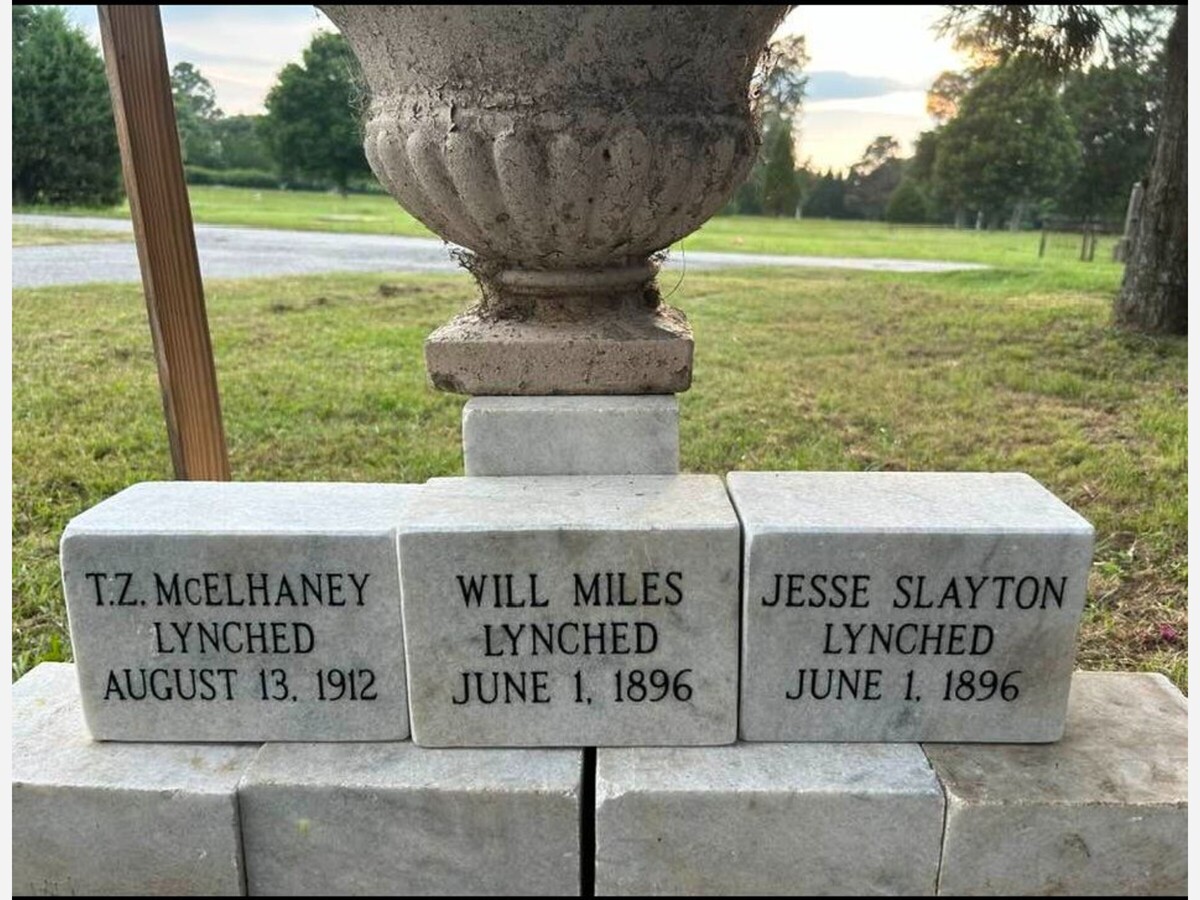 T.Z. McELHANEY
LYNCHED
AUGUST 13, 1912
WILL MILES
LYNCHED
JUNE 1, 1896
JESSE SLAYTON
LYNCHED
JUNE 1, 1896